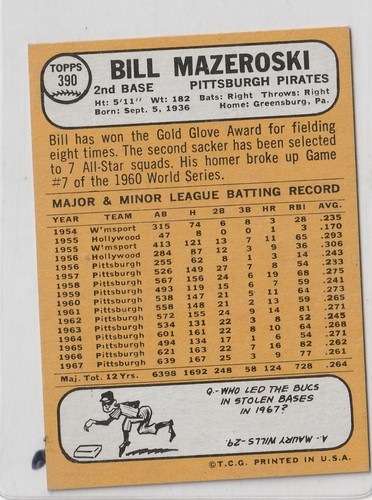 TOPPS
390
BILL MAZEROSKI
2nd BASE PITTSBURGH PIRATES
Ht: 5'11" Wt: 182 Bats: Right Throws: Right
Born: Sept. 5, 1936 Home: Greensburg, Pa.
Bill has won the Gold Glove Award for fielding
eight times. The second sacker has been selected
to 7 All-Star squads. His homer broke up Game
#7 of the 1960 World Series.
MAJOR & MINOR LEAGUE BATTING RECORD
YEAR TEAM AB H 2B 3B HR RBI AVG.
1954 W'msport 315 74 6 8 3 28 .235
1955 Hollywood 47 8 0 0 1 3 .170
1955 W'msport 413 121 13 7 11 65 .293
1956 Hollywood 284 87 12 3 9 36 .306
1956 Pittsburgh 255 62 8 1 3 14 .243
1957 Pittsburgh 526 149 27 7 8 54 .283
1958 Pittsburgh 567 156 24 6 19 68 .275
1959 Pittsburgh 493 119 15 6 7 59 .241
1960 Pittsburgh 538 147 21 5 11 64 .273
1961 Pittsburgh 558 148 21 2 13 59 .265
1962 Pittsburgh 572 155 24 9 14 81 .271
1963 Pittsburgh 534 131 22 3 8 52 .245
1964 Pittsburgh 601 161 22 8 10 64 .268
1965 Pittsburgh 494 134 17 1 6 54 .271
1966 Pittsburgh 621 163 22 7 16 82 .262
1967 Pittsburgh 639 167 25 3 9 77 .261
Maj. Tot. 12 Yrs. 6398 1692 248 58 124 728 .264
Q.-WHO LED THE BUCS
IN STOLEN BASES
IN 1967?
A.-MAURY WILLS-29.
©T.C.G. PRINTED IN U.S.A.